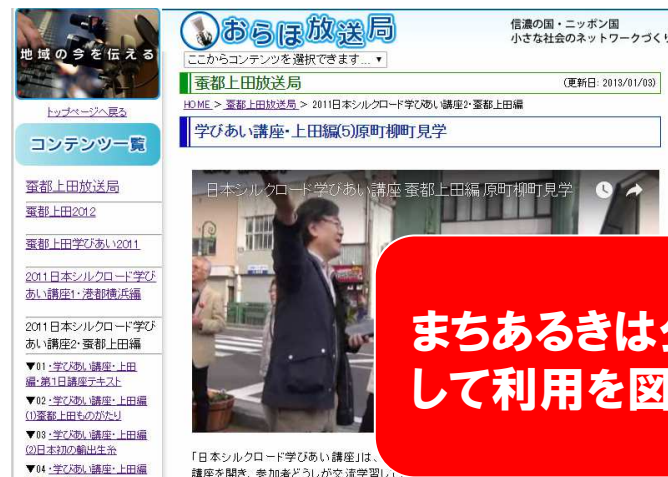 地域の今を伝える
トップページへ戻る
コンテンツ一覧
蚕都上田放送局
蚕都上田2012
蚕都上田学びあい2011
2011日本シルクロード学び
あい講座1・港都横浜編
2011日本シルクロード学び
あい講座2・蚕都上田編
▼01・学びあい講座・上田
編・第1日講座テキスト
▼02・学びあい講座・上田編
(1)蚕都上田ものがたり
▼03・学びあい講座・上田編
(2)日本初の輸出生糸
▼04・学びあい講座・上田編
おらほ放送局
信濃の国・ニッポン国
小さな社会のネットワークづくり
ここからコンテンツを選択できます...
蚕都上田放送局
(更新日: 2013/01/03)
HOME > 蚕都上田放送局 > 2011日本シルクロード学びあい講座2・蚕都上田編
学びあい講座・上田編(5)原町柳町見学
日本シルクロード学びあい講座 蚕都上田編 原町柳町見学
まちあるきは
して利用を図
「日本シルクロード学びあい講座」は、
講座を開き、参加者どうしが交流学習し